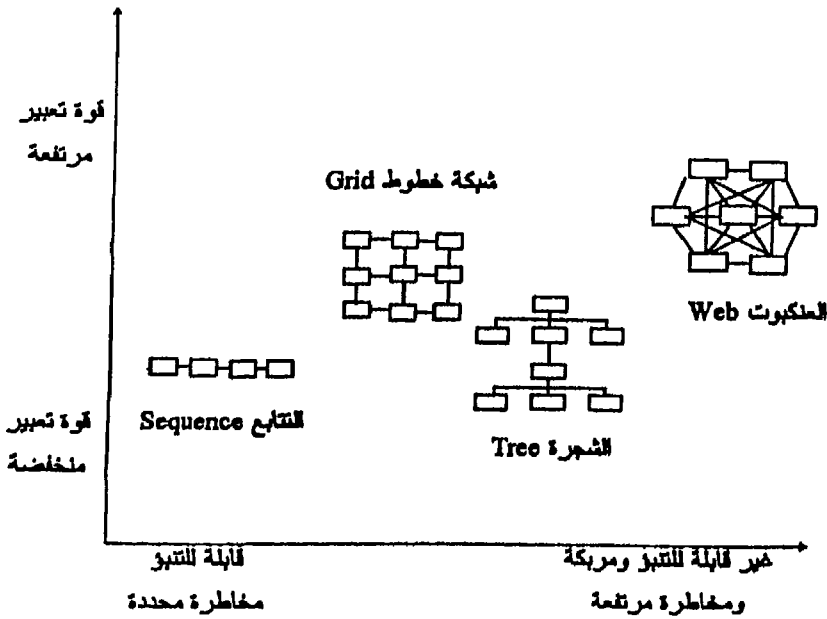 قوة تعبير
مرتفعة
شبكة خطوط Grid
العنكبوت Web
التتابع Sequence
الشجرة Tree
قوة تعبير
منخفضة
قابلة للتنبؤ
مخاطرة محددة
غير قابلة للتنبؤ ومربكة
ومخاطرة مرتفعة